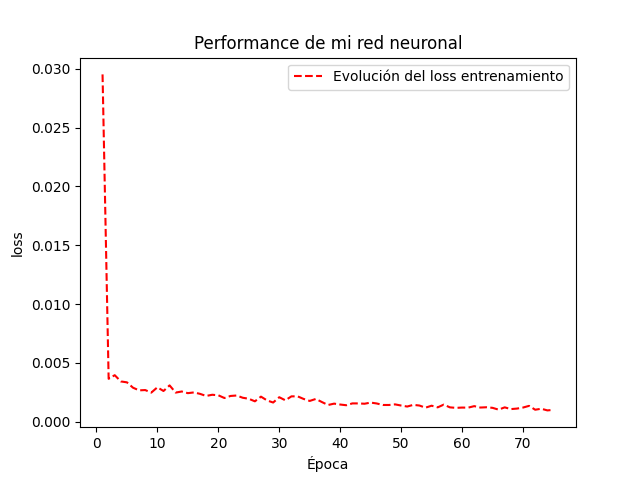 Performance de mi red neuronal
Evolución del loss entrenamiento
0.030
0.025
0.020
0.015
0.010
0.005
0.000
loss
0 10 20 30 40 50 60 70
Época